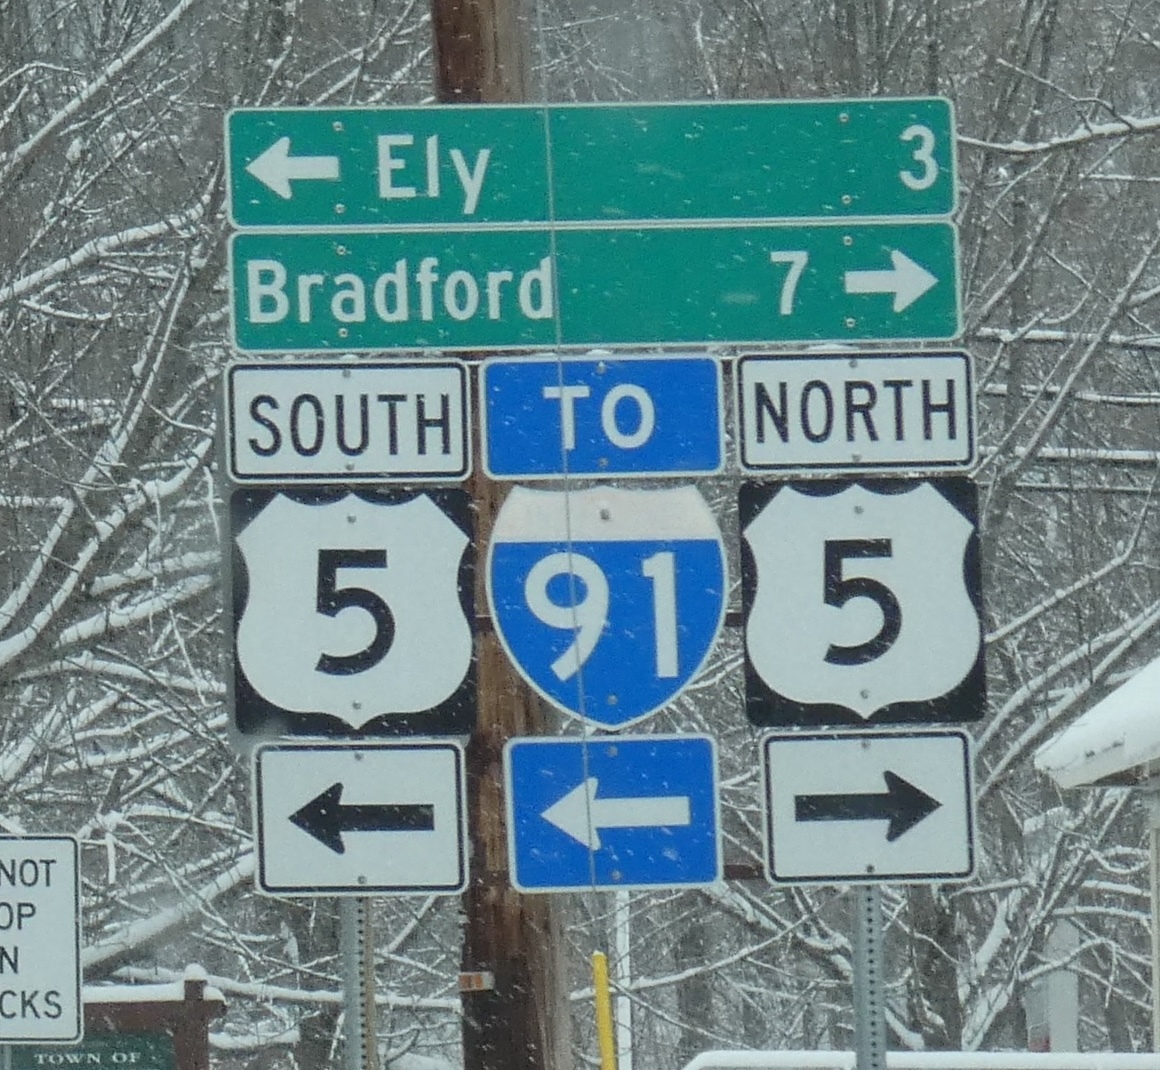 Ely 3
Bradford 7
SOUTH TO NORTH
5 91 5
NOT
OP
N
CKS
TOWN OF